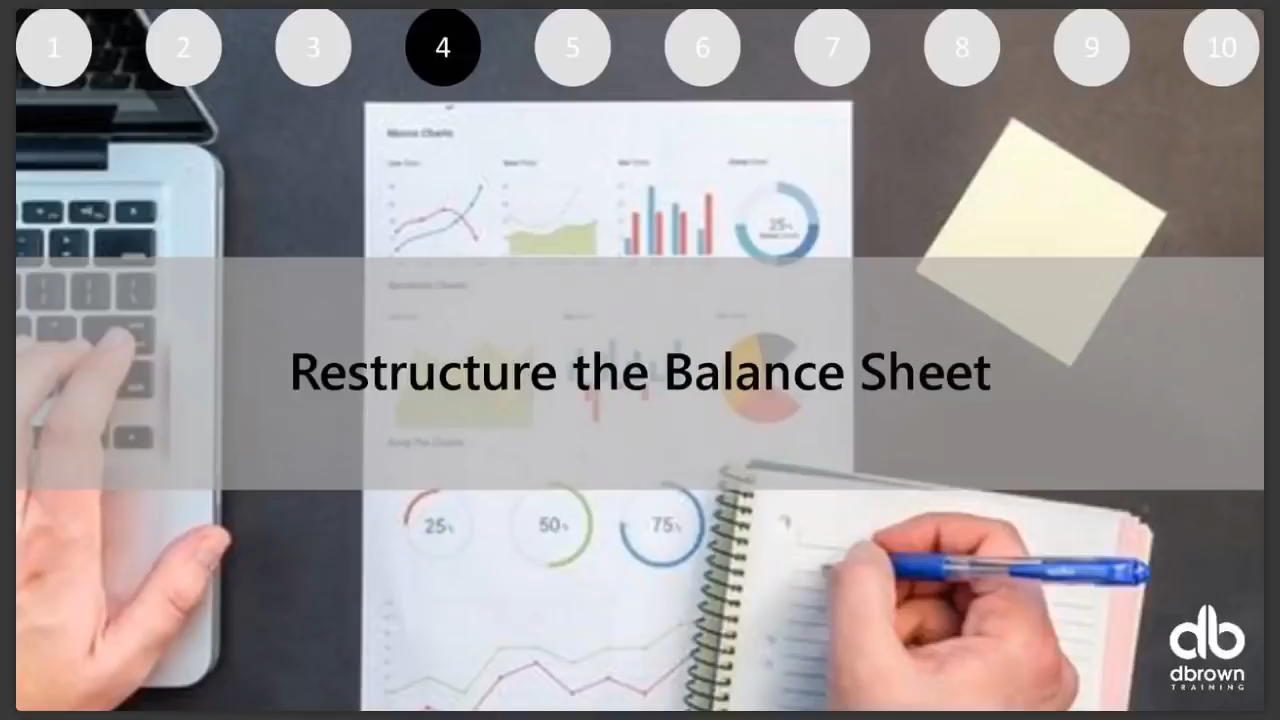 1 2 3 4 5 6 7 8 9 10
25%
Restructure the Balance Sheet
25% 50% 75%
db
dbrown
TRAINING